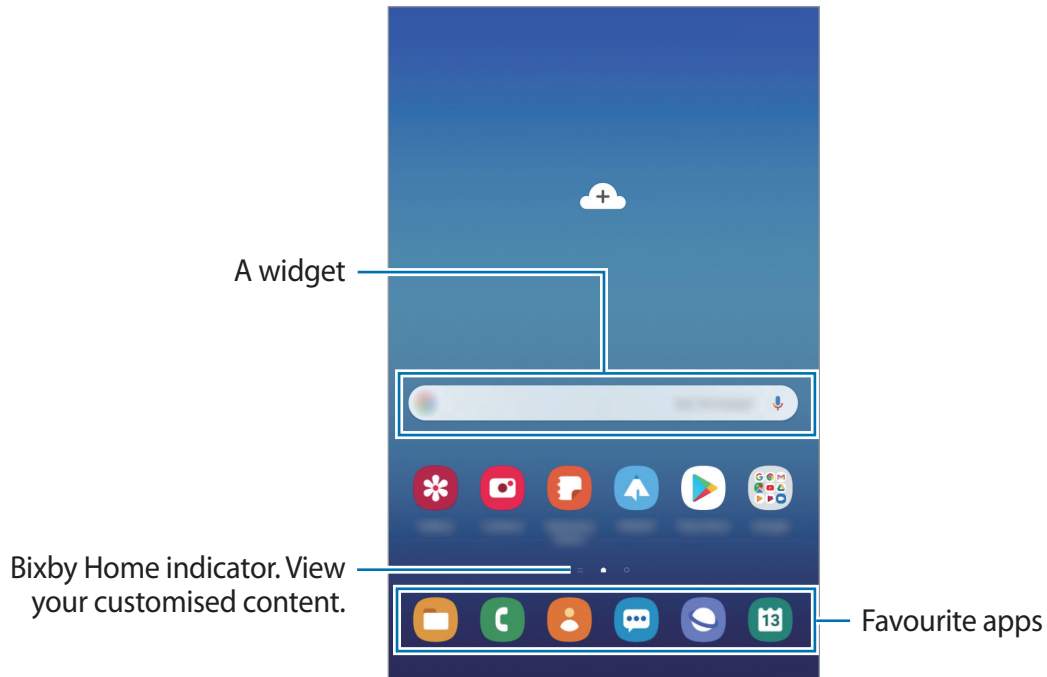 A widget
Bixby Home indicator. View
your customised content.
13
Favourite apps